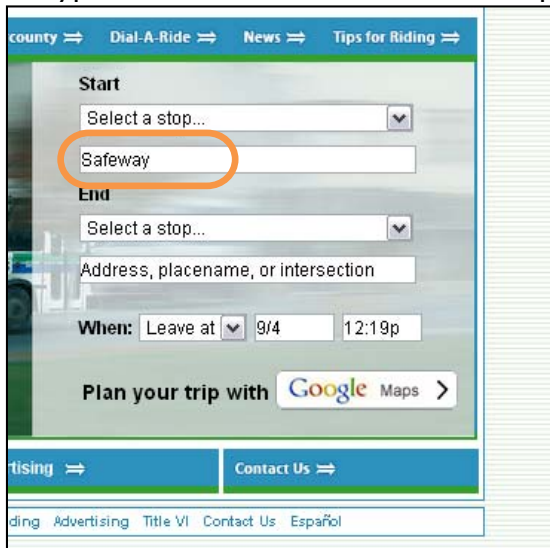 county ⇒ Dial-A-Ride ⇒ News ⇒ Tips for Riding ⇒
Start
Select a stop...
Safeway
End
Select a stop...
Address, placename, or intersection
When: Leave at 9/4 12:19p
Plan your trip with Google Maps >
tising ⇒ Contact Us ⇒
ding Advertising Title VI Contact Us Español